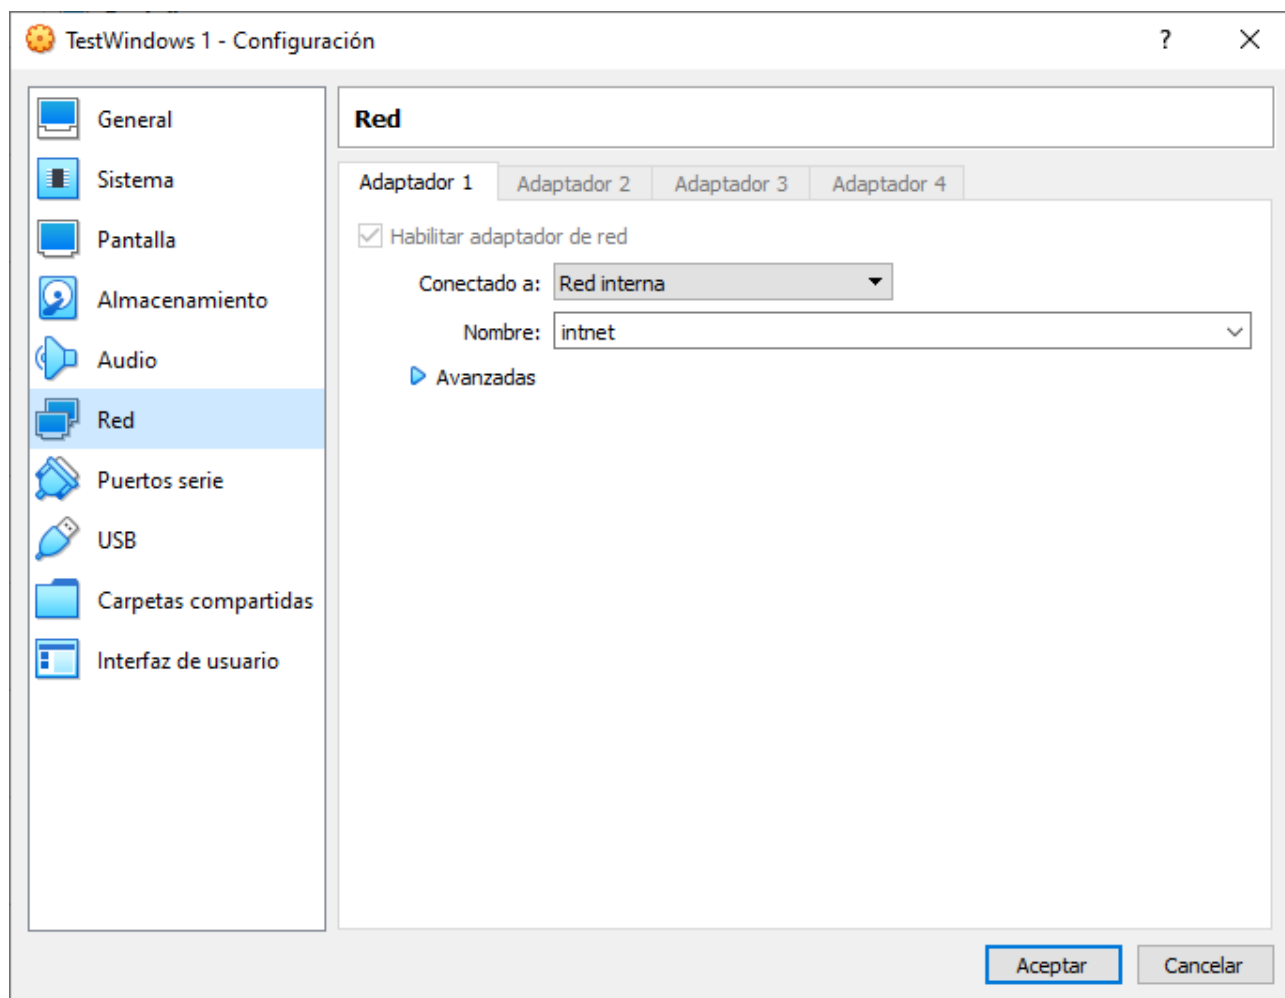 TestWindows 1 - Configuración
?
General
Sistema
Pantalla
Almacenamiento
Audio
Red
Puertos serie
USB
Carpetas compartidas
Interfaz de usuario
Red
Adaptador 1 Adaptador 2 Adaptador 3 Adaptador 4
Habilitar adaptador de red
Conectado a: Red interna
Nombre: intnet
Avanzadas
Aceptar Cancelar